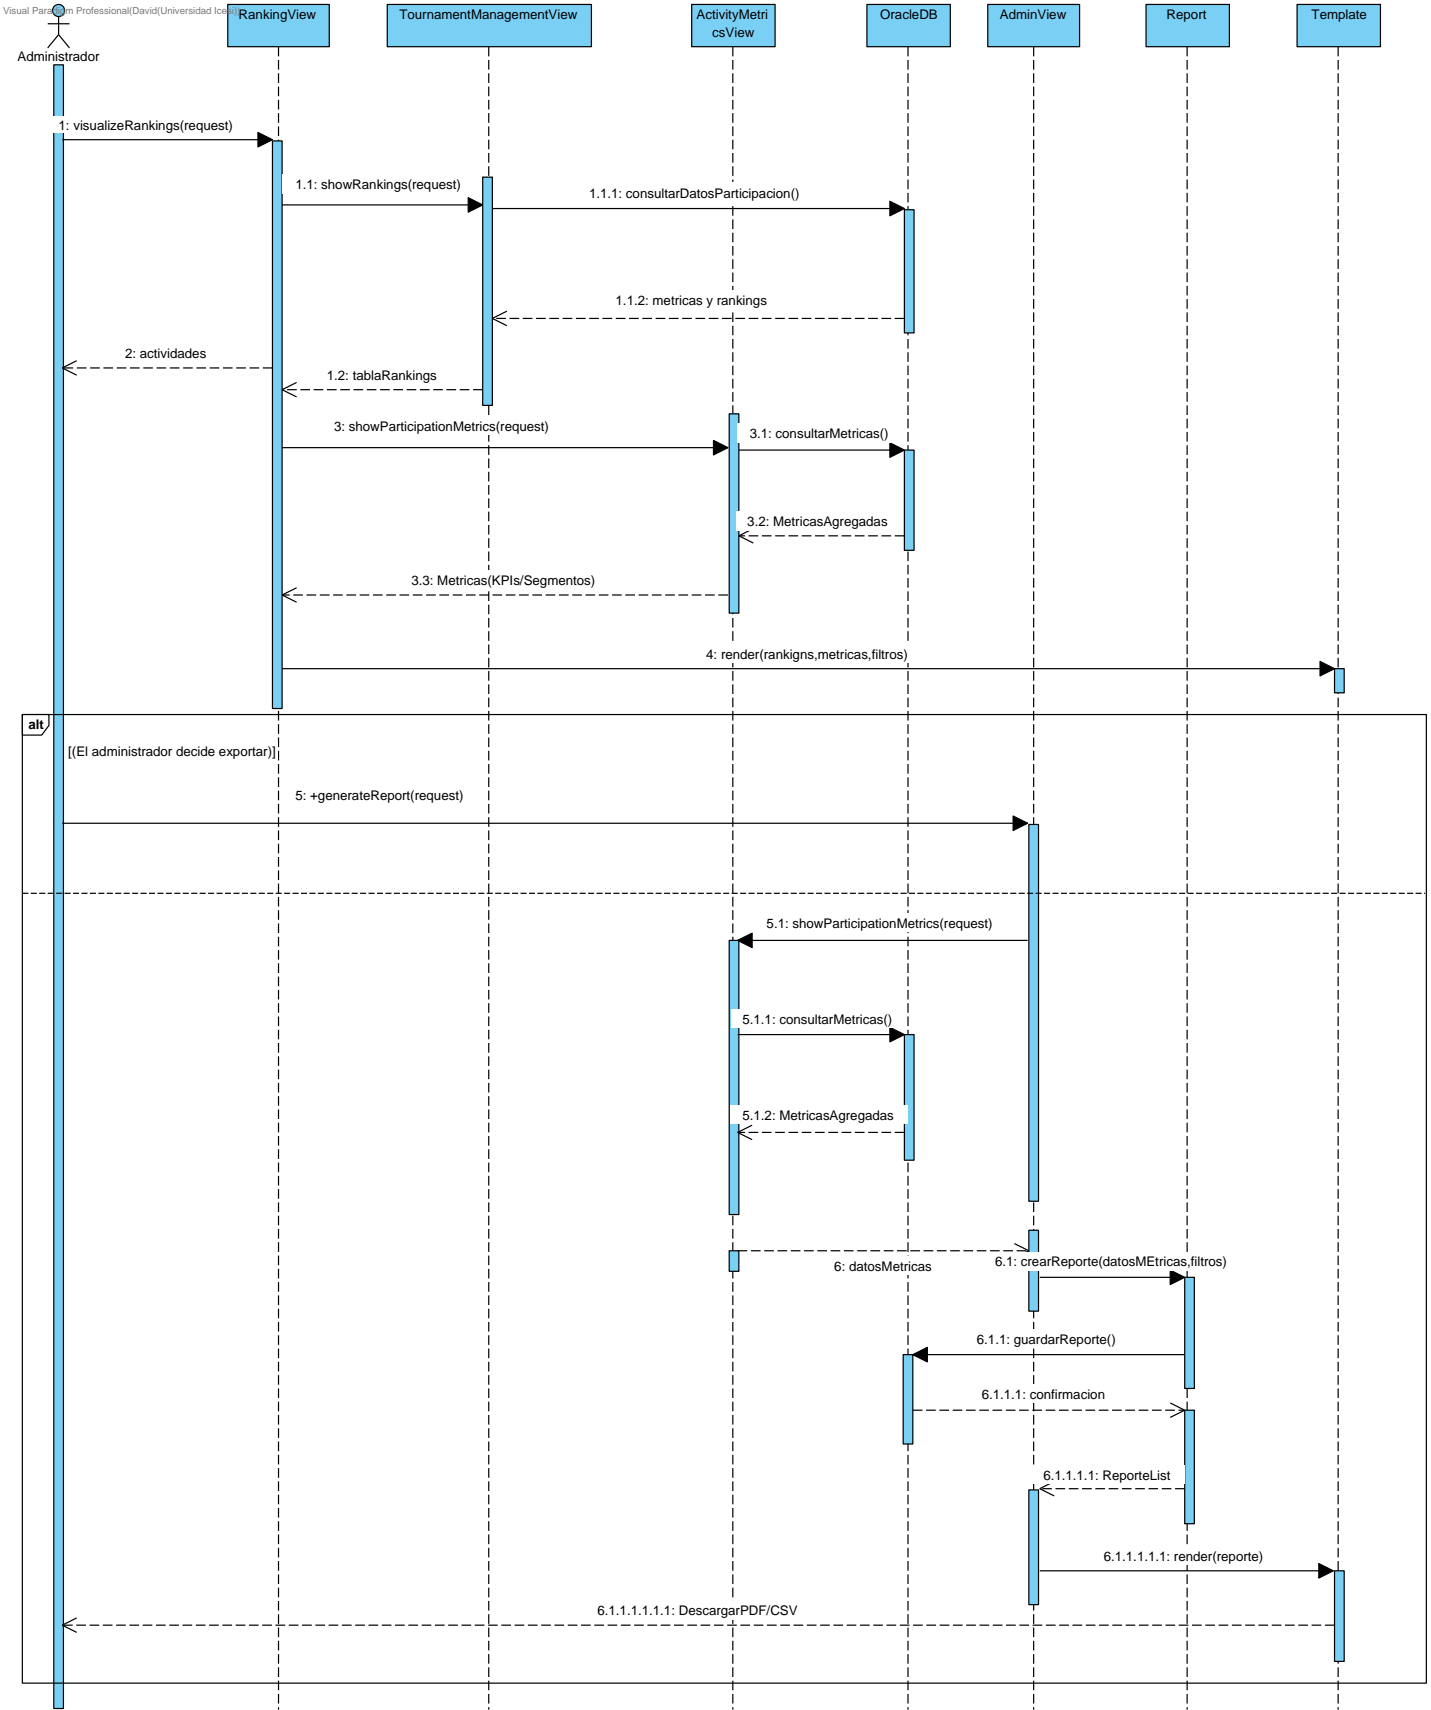 Visual Paradigm Professional(David(Universidad Icesi))
Administrador
RankingView
TournamentManagementView
ActivityMetri
csView
OracleDB
AdminView
Report
Template
1: visualizeRankings(request)
1.1: showRankings(request)
1.1.1: consultarDatosParticipacion()
1.1.2: metricas y rankings
2: actividades
1.2: tablaRankings
3: showParticipationMetrics(request)
3.1: consultarMetricas()
3.2: MetricasAgregadas
3.3: Metricas(KPIs/Segmentos)
4: render(rankigns,metricas,filtros)
alt
[(El administrador decide exportar)]
5: +generateReport(request)
5.1: showParticipationMetrics(request)
5.1.1: consultarMetricas()
5.1.2: MetricasAgregadas
6: datosMetricas
6.1: crearReporte(datosMEtricas,filtros)
6.1.1: guardarReporte()
6.1.1.1: confirmacion
6.1.1.1.1: ReporteList
6.1.1.1.1.1: render(reporte)
6.1.1.1.1.1.1: DescargarPDF/CSV